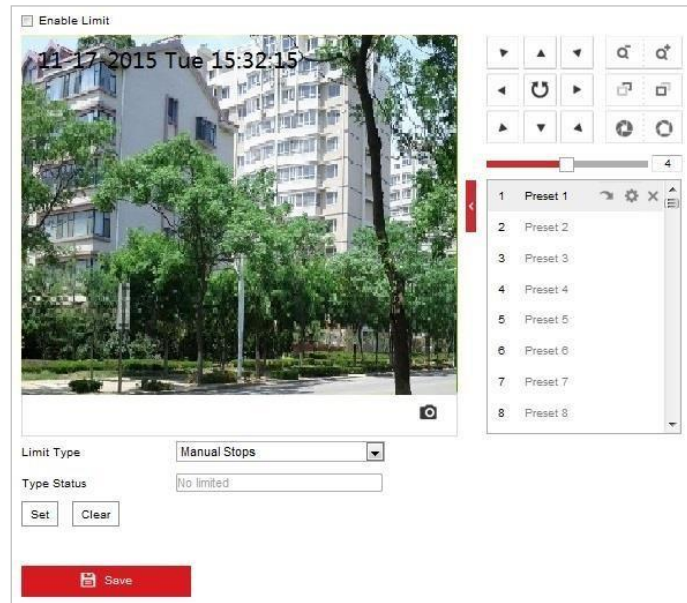 Enable Limit
11-17-2015 Tue 15:32:15
4
1 Preset 1
2 Preset 2
3 Preset 3
4 Preset 4
5 Preset 5
6 Preset 6
7 Preset 7
8 Preset 8
Limit Type Manual Stops
Type Status No limited
Set Clear
Save